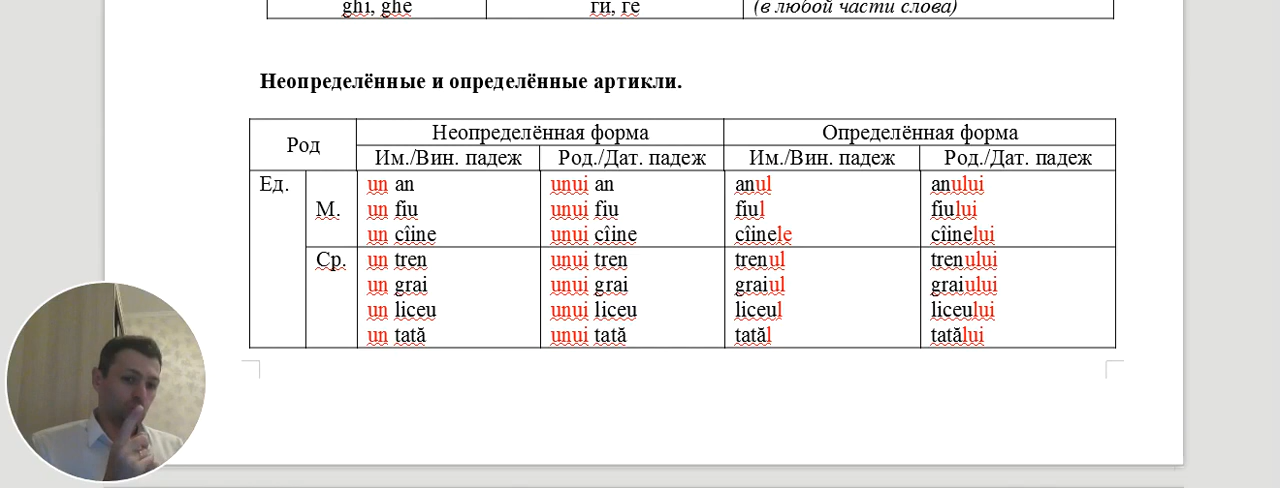 ghi, ghe ги, ге (в любой части слова)
Неопределённые и определённые артикли.
Род Неопределённая форма Определённая форма
Им./Вин. падеж Род./Дат. падеж Им./Вин. падеж Род./Дат. падеж
Ед. un an unui an anul anului
М. un fiu unui fiu fiul fiului
un cîine unui cîine cîinele cîinelui
Ср. un tren unui tren trenul trenului
un grai unui grai graiul graiului
un liceu unui liceu liceul liceului
un tată unui tată tatăl tatălui